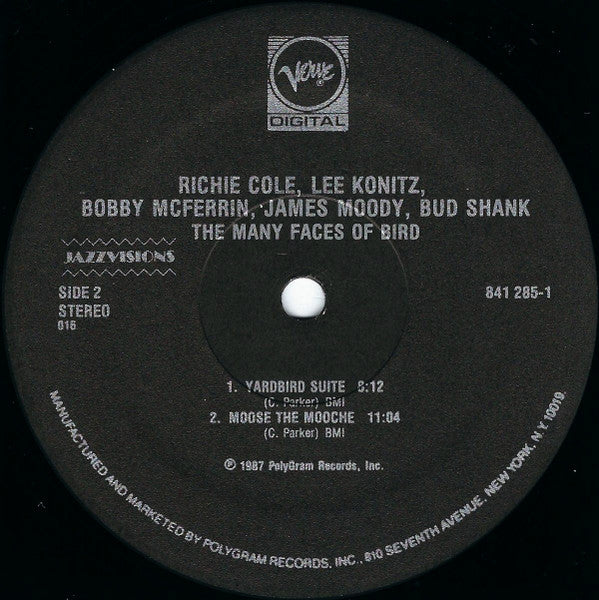 Verve
DIGITAL
RICHIE COLE, LEE KONITZ,
BOBBY MCFERRIN, JAMES MOODY, BUD SHANK
THE MANY FACES OF BIRD
JAZZVISIONS
SIDE 2
STEREO
016
841 285-1
1. YARDBIRD SUITE 8:12
(C. Parker) BMI
2. MOOSE THE MOOCHE 11:04
(C. Parker) BMI
℗ 1987 PolyGram Records, Inc.
MANUFACTURED AND MARKETED BY POLYGRAM RECORDS, INC., 810 SEVENTH AVENUE, NEW YORK, N.Y. 10019.